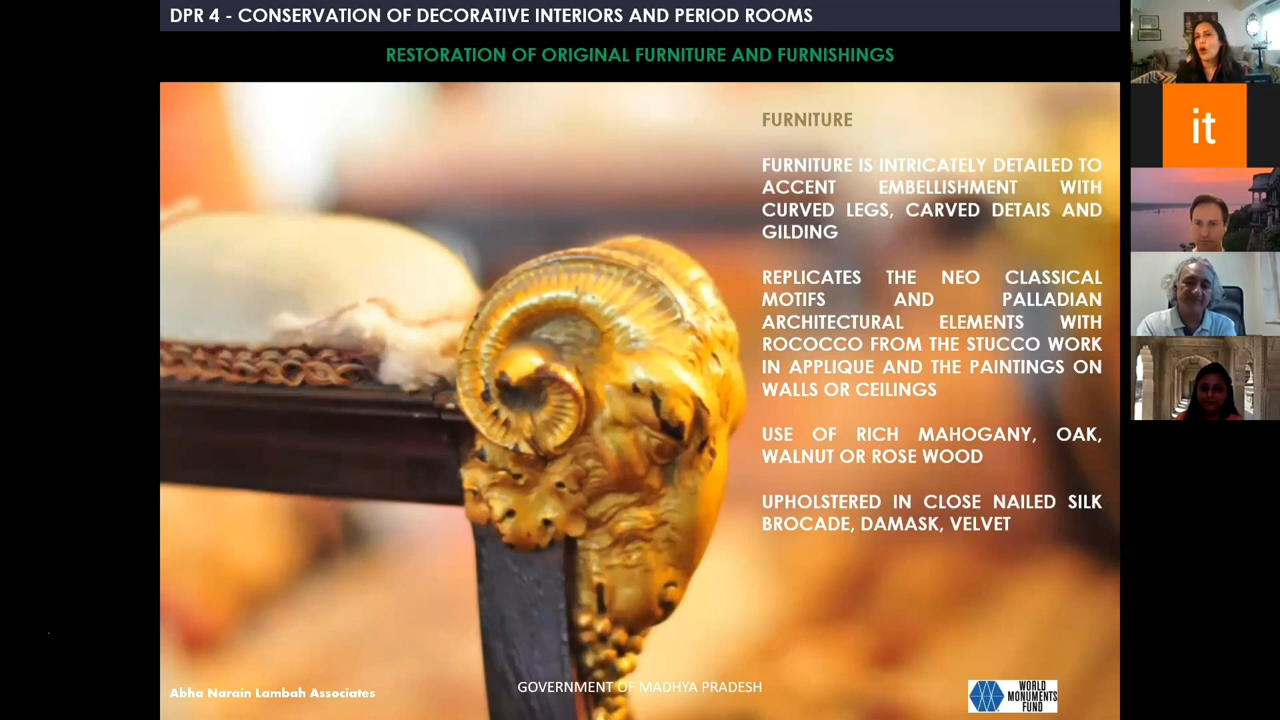 DPR 4 - CONSERVATION OF DECORATIVE INTERIORS AND PERIOD ROOMS
RESTORATION OF ORIGINAL FURNITURE AND FURNISHINGS
FURNITURE
FURNITURE IS INTRICATELY DETAILED TO
ACCENT EMBELLISHMENT WITH
CURVED LEGS, CARVED DETAIS AND
GILDING
REPLICATES THE NEO CLASSICAL
MOTIFS AND PALLADIAN
ARCHITECTURAL ELEMENTS WITH
ROCOCCO FROM THE STUCCO WORK
IN APPLIQUE AND THE PAINTINGS ON
WALLS OR CEILINGS
USE OF RICH MAHOGANY, OAK,
WALNUT OR ROSE WOOD
UPHOLSTERED IN CLOSE NAILED SILK
BROCADE, DAMASK, VELVET
Abha Narain Lambah Associates
GOVERNMENT OF MADHYA PRADESH
WORLD
MONUMENTS
FUND
it